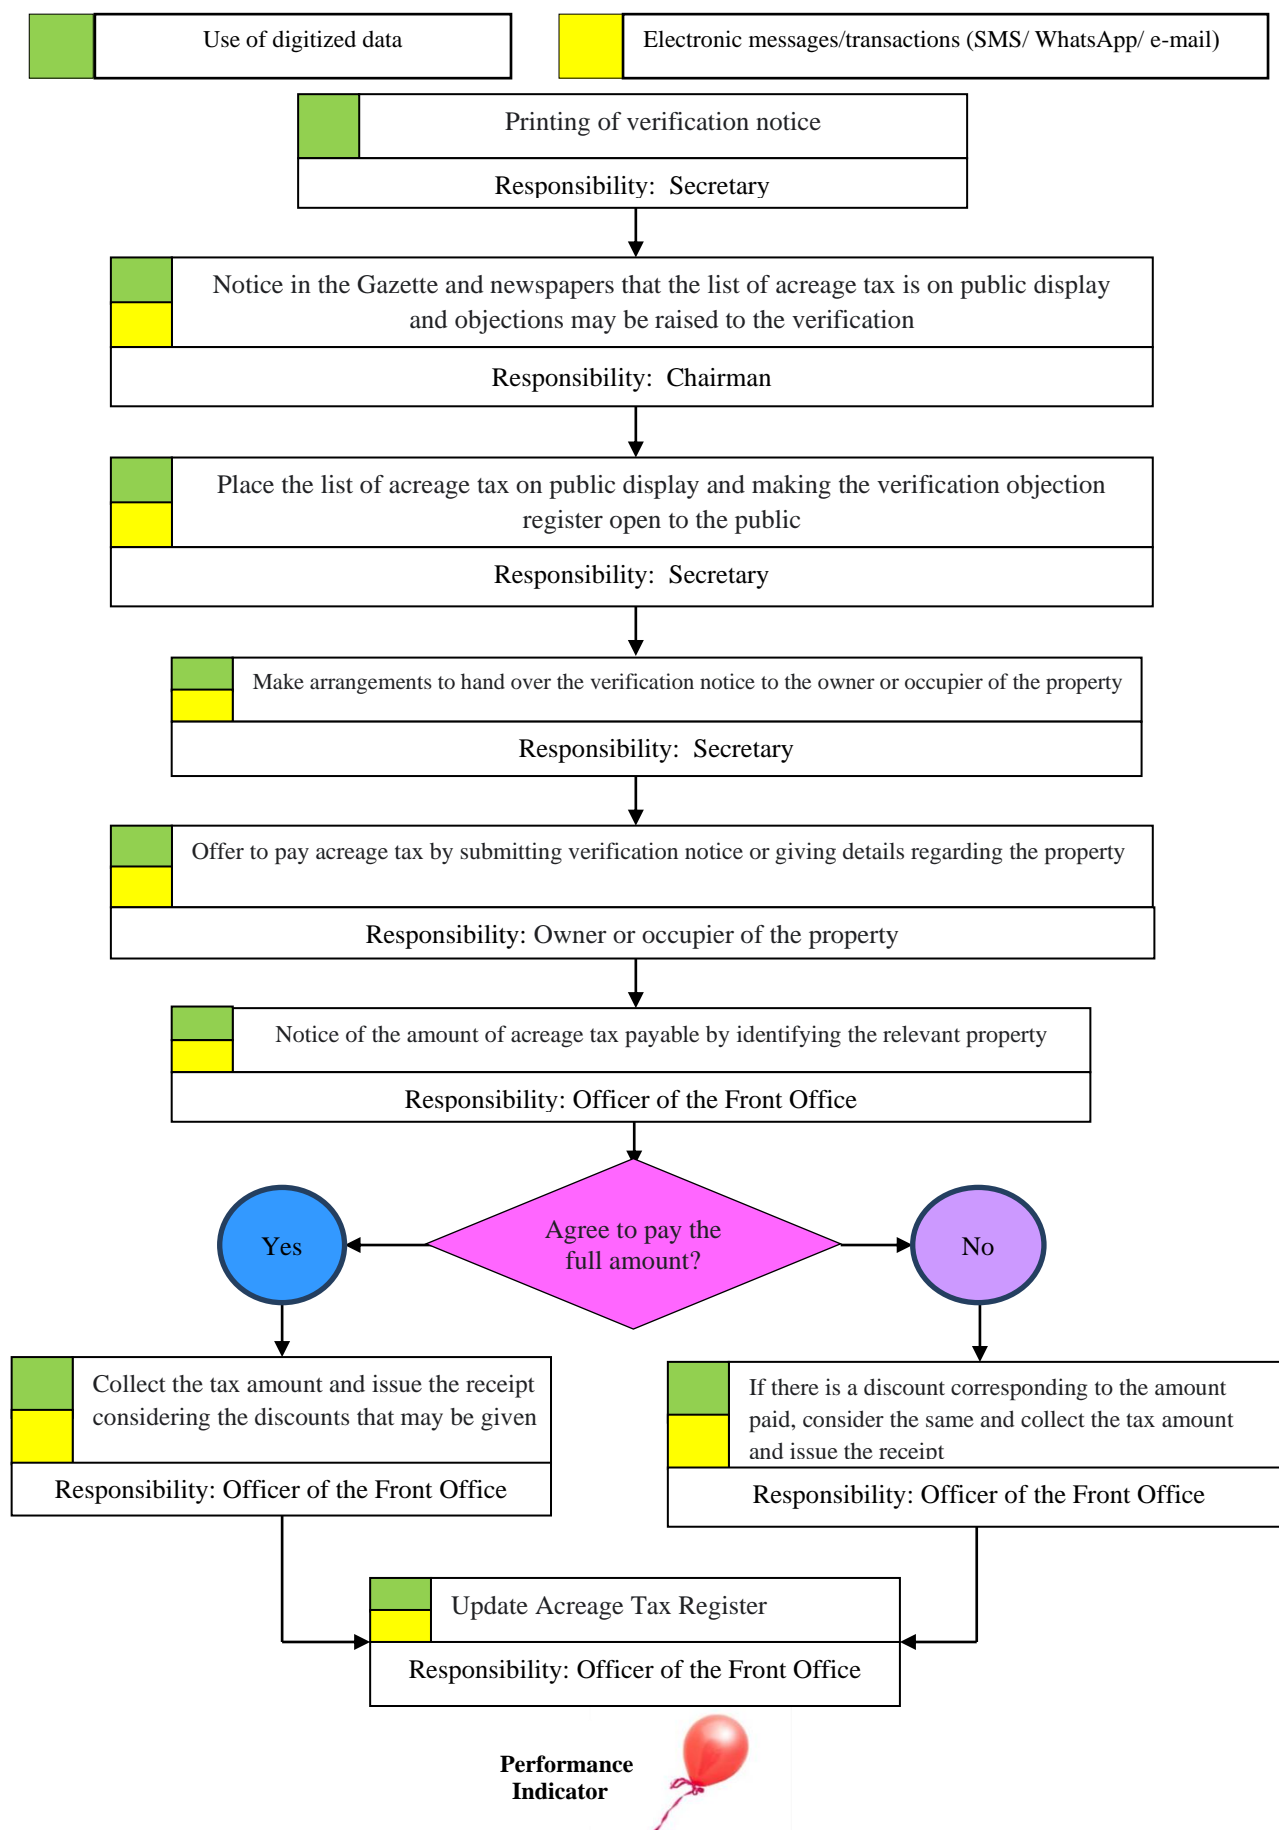 Use of digitized data
Electronic messages/transactions (SMS/ WhatsApp/ e-mail)
Printing of verification notice
Responsibility:  Secretary
Notice in the Gazette and newspapers that the list of acreage tax is on public display
and objections may be raised to the verification
Responsibility:  Chairman
Place the list of acreage tax on public display and making the verification objection
register open to the public
Responsibility:  Secretary
Make arrangements to hand over the verification notice to the owner or occupier of the property
Responsibility:  Secretary
Offer to pay acreage tax by submitting verification notice or giving details regarding the property
Responsibility: Owner or occupier of the property
Notice of the amount of acreage tax payable by identifying the relevant property
Responsibility: Officer of the Front Office
Agree to pay the
full amount?
Yes
No
Collect the tax amount and issue the receipt
considering the discounts that may be given
Responsibility: Officer of the Front Office
If there is a discount corresponding to the amount
paid, consider the same and collect the tax amount
and issue the receipt
Responsibility: Officer of the Front Office
Update Acreage Tax Register
Responsibility: Officer of the Front Office
Performance
Indicator